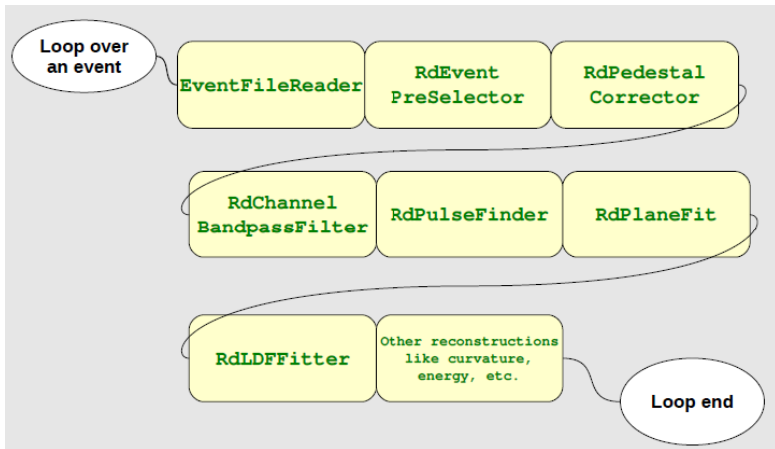 Loop over
an event
EventFileReader
RdEvent
PreSelector
RdPedestal
Corrector
RdChannel
BandpassFilter
RdPulseFinder
RdPlaneFit
RdLDFFitter
Other reconstructions
like curvature,
energy, etc.
Loop end